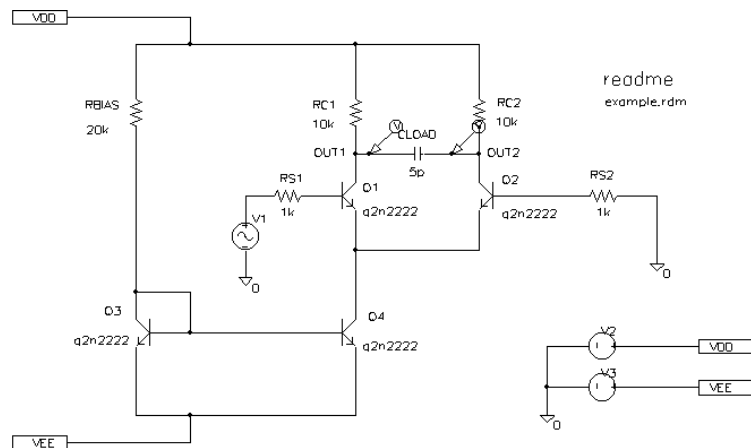 VDD
RBIAS
20k
RC1
10k
RC2
10k
readme
example.rdm
V
V
CLOAD
5p
OUT1
OUT2
RS1
1k
Q1
q2n2222
Q2
q2n2222
RS2
1k
V1
0
0
Q3
q2n2222
Q4
q2n2222
V2
VDD
V3
VEE
0
VEE